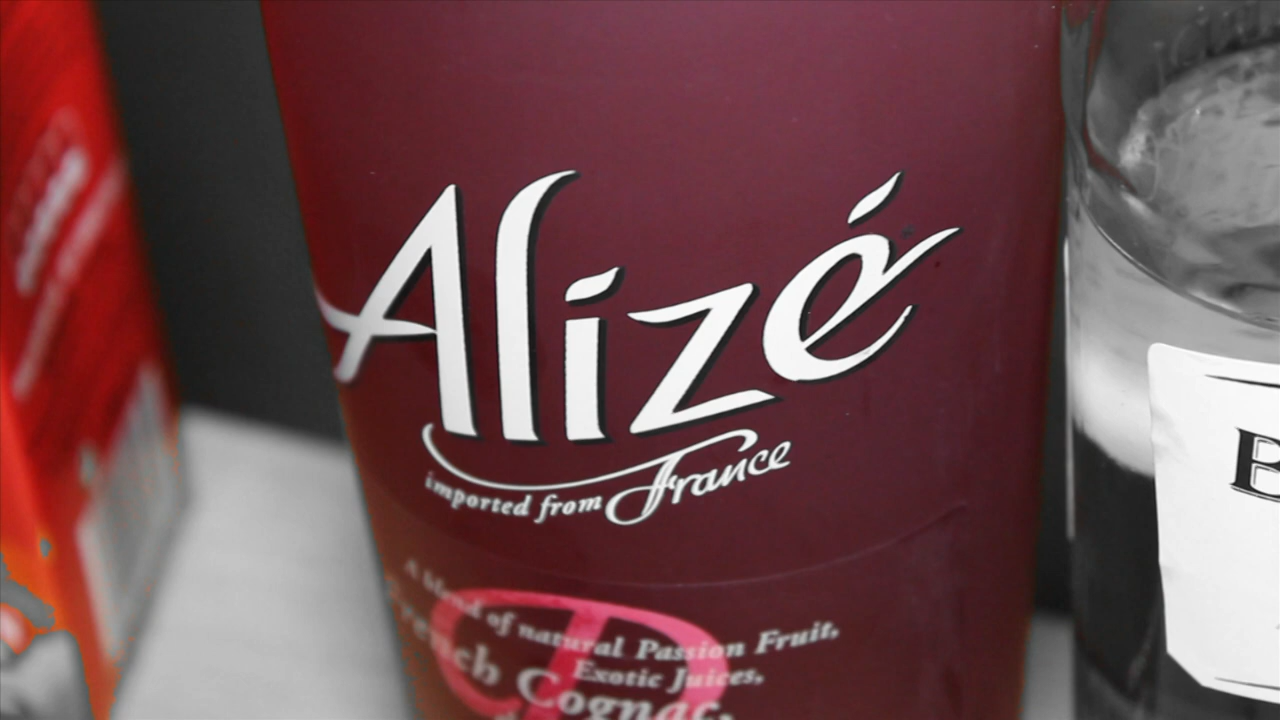 Alizé
imported from France
A blend of natural Passion Fruit,
Exotic Juices,
French Cognac,
B